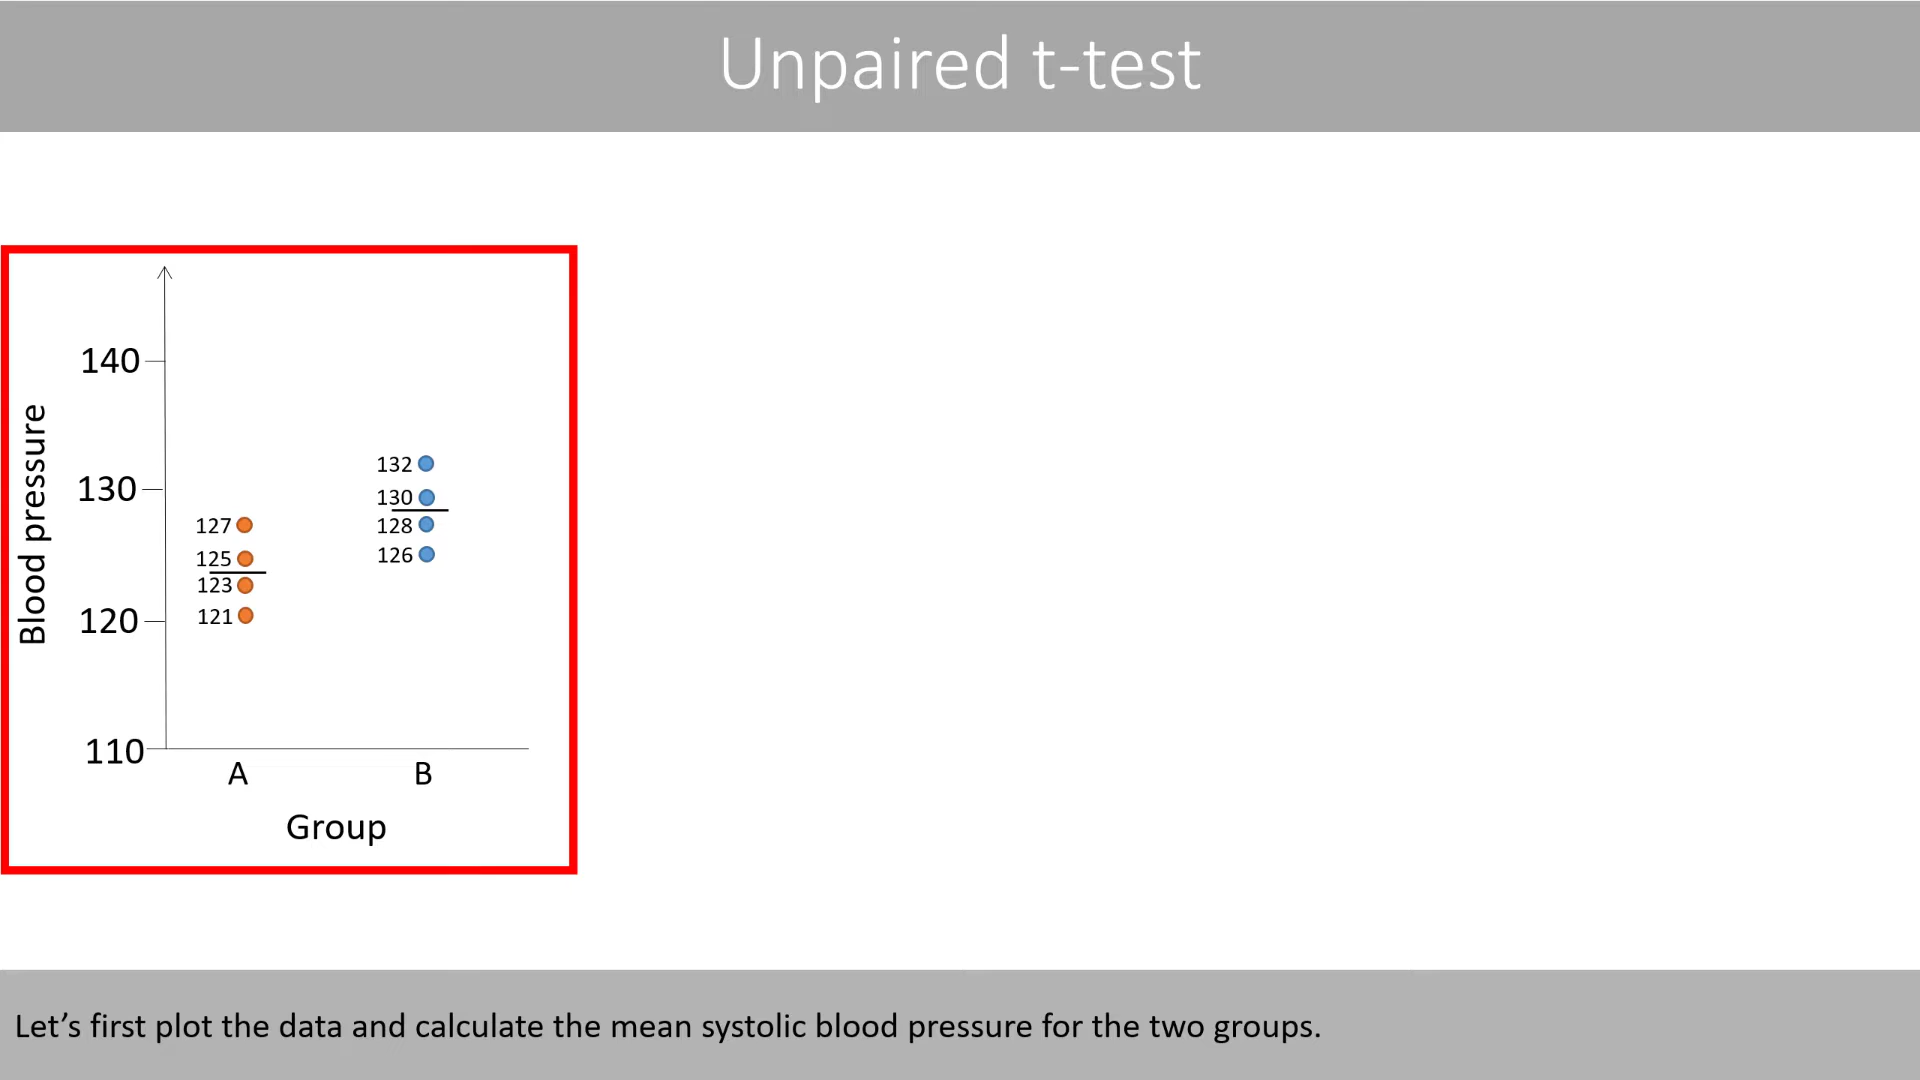 Unpaired t-test
140
130
120
110
Blood pressure
127
125
123
121
132
130
128
126
A
B
Group
Let’s first plot the data and calculate the mean systolic blood pressure for the two groups.